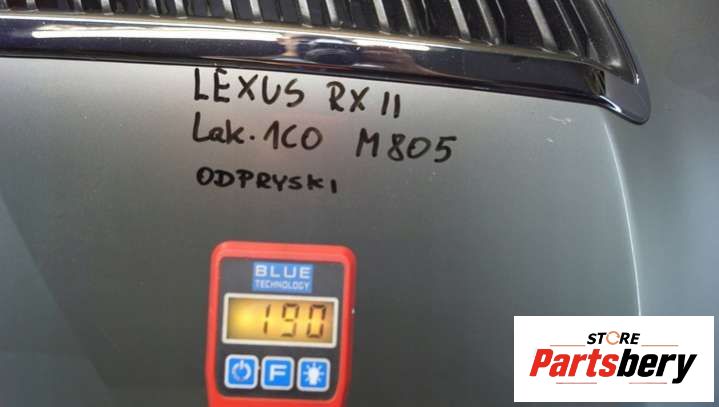 LEXUS RX II
Lak. 1C0 M805
ODPRYSKI
BLUE
TECHNOLOGY
190
F
STORE
Partsbery